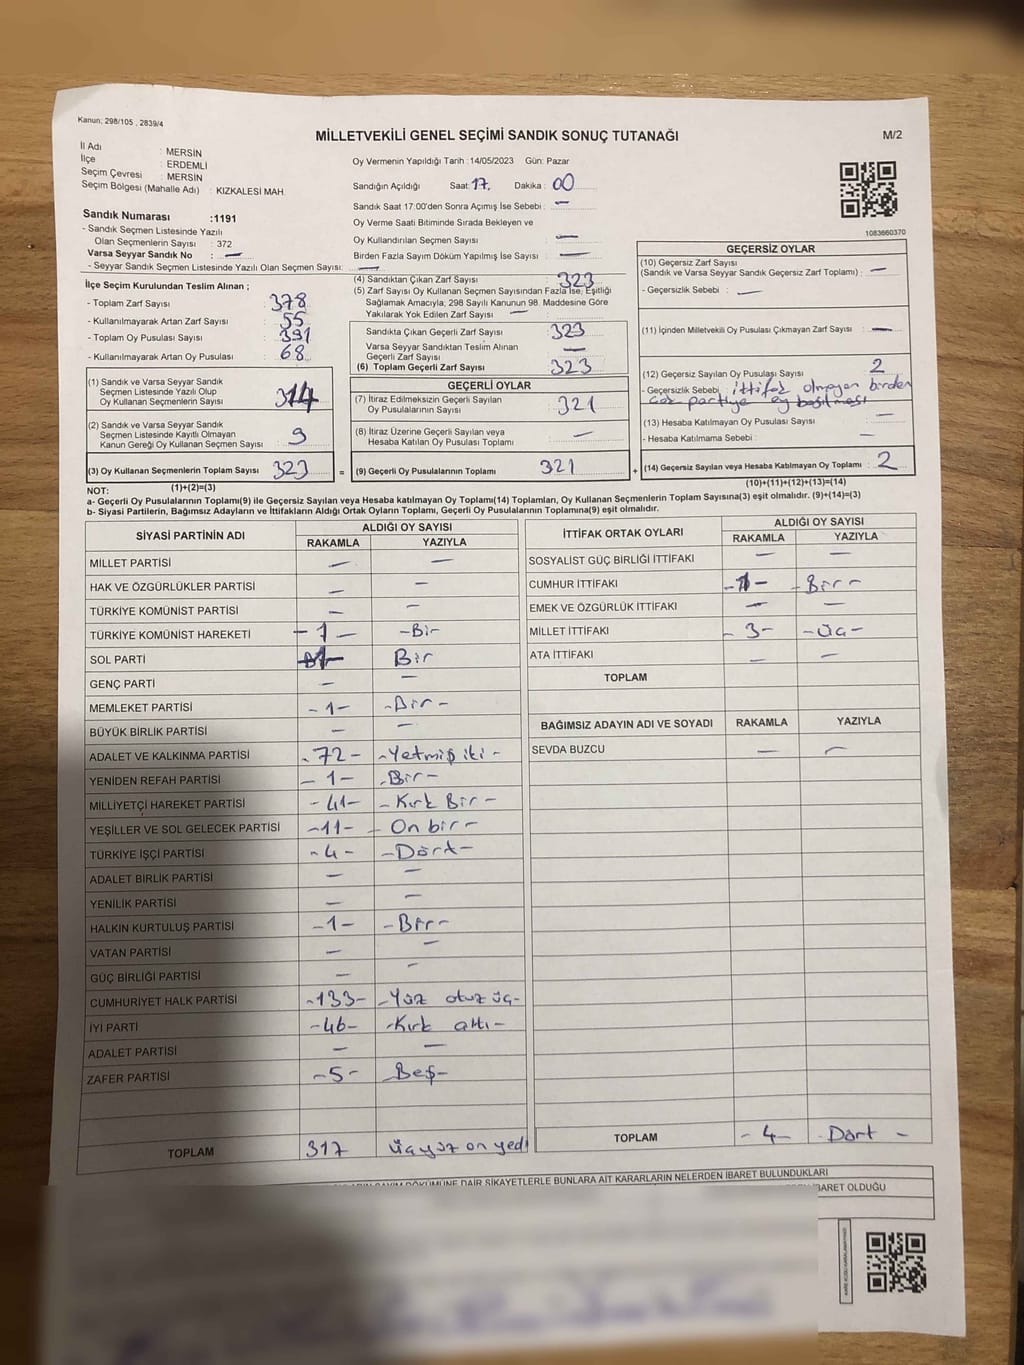 Kanun; 298/105 , 2839/4
MİLLETVEKİLİ GENEL SEÇİMİ SANDIK SONUÇ TUTANAĞI
M/2
İl Adı : MERSİN
İlçe : ERDEMLİ
Seçim Çevresi : MERSİN
Seçim Bölgesi (Mahalle Adı) : KIZKALESİ MAH.
Sandık Numarası :1191
- Sandık Seçmen Listesinde Yazılı
Olan Seçmenlerin Sayısı : 372
Varsa Seyyar Sandık No : —
- Seyyar Sandık Seçmen Listesinde Yazılı Olan Seçmen Sayısı: —
İlçe Seçim Kurulundan Teslim Alınan ;
- Toplam Zarf Sayısı : 378
- Kullanılmayarak Artan Zarf Sayısı : 55
- Toplam Oy Pusulası Sayısı : 391
- Kullanılmayarak Artan Oy Pusulası : 68
(1) Sandık ve Varsa Seyyar Sandık
Seçmen Listesinde Yazılı Olup
Oy Kullanan Seçmenlerin Sayısı : 314
(2) Sandık ve Varsa Seyyar Sandık
Seçmen Listesinde Kayıtlı Olmayan
Kanun Gereği Oy Kullanan Seçmen Sayısı : 9
(3) Oy Kullanan Seçmenlerin Toplam Sayısı : 323 =
(1)+(2)=(3)
Oy Vermenin Yapıldığı Tarih :14/05/2023 Gün: Pazar
Sandığın Açıldığı Saat: 17. Dakika : 00
Sandık Saat 17:00'den Sonra Açımış İse Sebebi : —
Oy Verme Saati Bitiminde Sırada Bekleyen ve
Oy Kullandırılan Seçmen Sayısı : —
Birden Fazla Sayım Döküm Yapılmış İse Sayısı : —
(4) Sandıktan Çıkan Zarf Sayısı : 323
(5) Zarf Sayısı Oy Kullanan Seçmen Sayısından Fazla İse, Eşitliği
Sağlamak Amacıyla; 298 Sayılı Kanunun 98. Maddesine Göre
Yakılarak Yok Edilen Zarf Sayısı : —
Sandıkta Çıkan Geçerli Zarf Sayısı : 323
Varsa Seyyar Sandıktan Teslim Alınan
Geçerli Zarf Sayısı : —
(6) Toplam Geçerli Zarf Sayısı : 323
GEÇERLİ OYLAR
(7) İtiraz Edilmeksizin Geçerli Sayılan
Oy Pusulalarının Sayısı : 321
(8) İtiraz Üzerine Geçerli Sayılan veya
Hesaba Katılan Oy Pusulası Toplamı : —
(9) Geçerli Oy Pusulalarının Toplamı : 321 +
1083660370
GEÇERSİZ OYLAR
(10) Geçersiz Zarf Sayısı
(Sandık ve Varsa Seyyar Sandık Geçersiz Zarf Toplamı) : —
- Geçersizlik Sebebi : —
(11) İçinden Milletvekili Oy Pusulası Çıkmayan Zarf Sayısı : —
(12) Geçersiz Sayılan Oy Pusulası Sayısı : 2
- Geçersizlik Sebebi : ittifak olmayan birden
çok partiye oy basılması
(13) Hesaba Katılmayan Oy Pusulası Sayısı : —
- Hesaba Katılmama Sebebi : —
(14) Geçersiz Sayılan veya Hesaba Katılmayan Oy Toplamı : 2
(10)+(11)+(12)+(13)=(14)
NOT:
a- Geçerli Oy Pusulalarının Toplamı(9) ile Geçersiz Sayılan veya Hesaba katılmayan Oy Toplamı(14) Toplamları, Oy Kullanan Seçmenlerin Toplam Sayısına(3) eşit olmalıdır. (9)+(14)=(3)
b- Siyasi Partilerin, Bağımsız Adayların ve İttifakların Aldığı Ortak Oyların Toplamı, Geçerli Oy Pusulalarının Toplamına(9) eşit olmalıdır.
SİYASİ PARTİNİN ADI ALDIĞI OY SAYISI
RAKAMLA YAZIYLA
MİLLET PARTİSİ — —
HAK VE ÖZGÜRLÜKLER PARTİSİ — —
TÜRKİYE KOMÜNİST PARTİSİ — —
TÜRKİYE KOMÜNİST HAREKETİ -1- -Bir-
SOL PARTİ 1- Bir
GENÇ PARTİ — —
MEMLEKET PARTİSİ -1- -Bir-
BÜYÜK BİRLİK PARTİSİ — —
ADALET VE KALKINMA PARTİSİ -72- -Yetmiş iki-
YENİDEN REFAH PARTİSİ -1- -Bir-
MİLLİYETÇİ HAREKET PARTİSİ -41- -Kırk Bir-
YEŞİLLER VE SOL GELECEK PARTİSİ -11- - On bir-
TÜRKİYE İŞÇİ PARTİSİ -4- -Dört-
ADALET BİRLİK PARTİSİ — —
YENİLİK PARTİSİ — —
HALKIN KURTULUŞ PARTİSİ -1- -Bir-
VATAN PARTİSİ — —
GÜÇ BİRLİĞİ PARTİSİ — —
CUMHURİYET HALK PARTİSİ -133- -Yüz otuz üç-
İYİ PARTİ -46- -Kırk altı-
ADALET PARTİSİ — —
ZAFER PARTİSİ -5- Beş-
TOPLAM 317 Üçyüz on yedi
İTTİFAK ORTAK OYLARI ALDIĞI OY SAYISI
RAKAMLA YAZIYLA
SOSYALİST GÜÇ BİRLİĞİ İTTİFAKI — —
CUMHUR İTTİFAKI -1- -Bir-
EMEK VE ÖZGÜRLÜK İTTİFAKI — —
MİLLET İTTİFAKI -3- -üç-
ATA İTTİFAKI — —
TOPLAM
BAĞIMSIZ ADAYIN ADI VE SOYADI RAKAMLA YAZIYLA
SEVDA BUZCU — —
TOPLAM -4- -Dört-
DÖKÜMÜNE DAİR ŞİKAYETLERLE BUNLARA AİT KARARLARIN NELERDEN İBARET BULUNDUKLARI
İBARET OLDUĞU